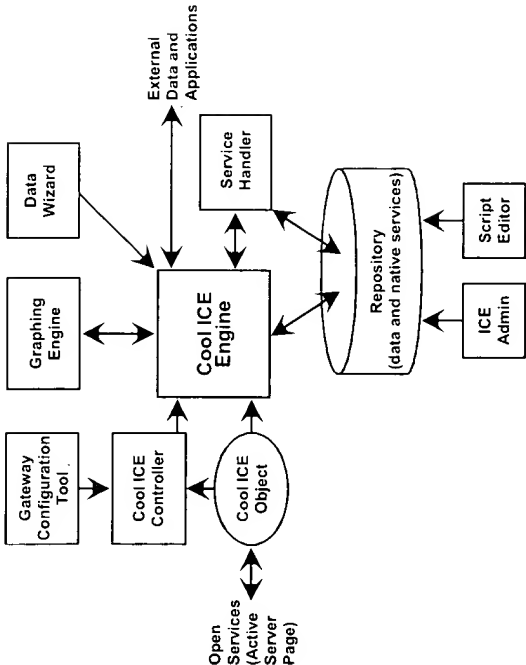 Gateway
Configuration
Tool
Graphing
Engine
Data
Wizard
External
Data and
Applications
Cool ICE
Controller
Cool ICE
Engine
Service
Handler
Cool ICE
Object
Open
Services
(Active
Server
Page)
Repository
(data and native services)
ICE
Admin
Script
Editor